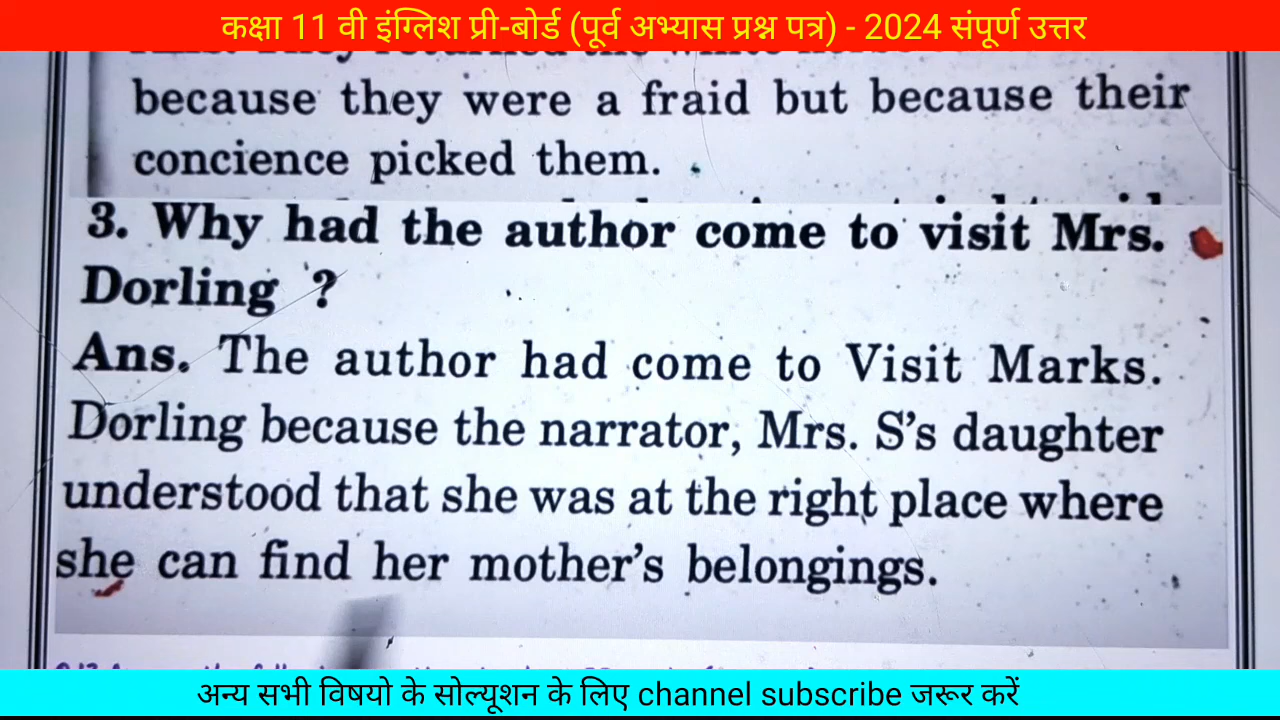 कक्षा 11 वी इंग्लिश प्री-बोर्ड (पूर्व अभ्यास प्रश्न पत्र) - 2024 संपूर्ण उत्तर
because they were a fraid but because their
concience picked them.
3. Why had the author come to visit Mrs.
Dorling ?
Ans. The author had come to Visit Marks.
Dorling because the narrator, Mrs. S's daughter
understood that she was at the right place where
she can find her mother's belongings.
अन्य सभी विषयो के सोल्यूशन के लिए channel subscribe जरूर करें